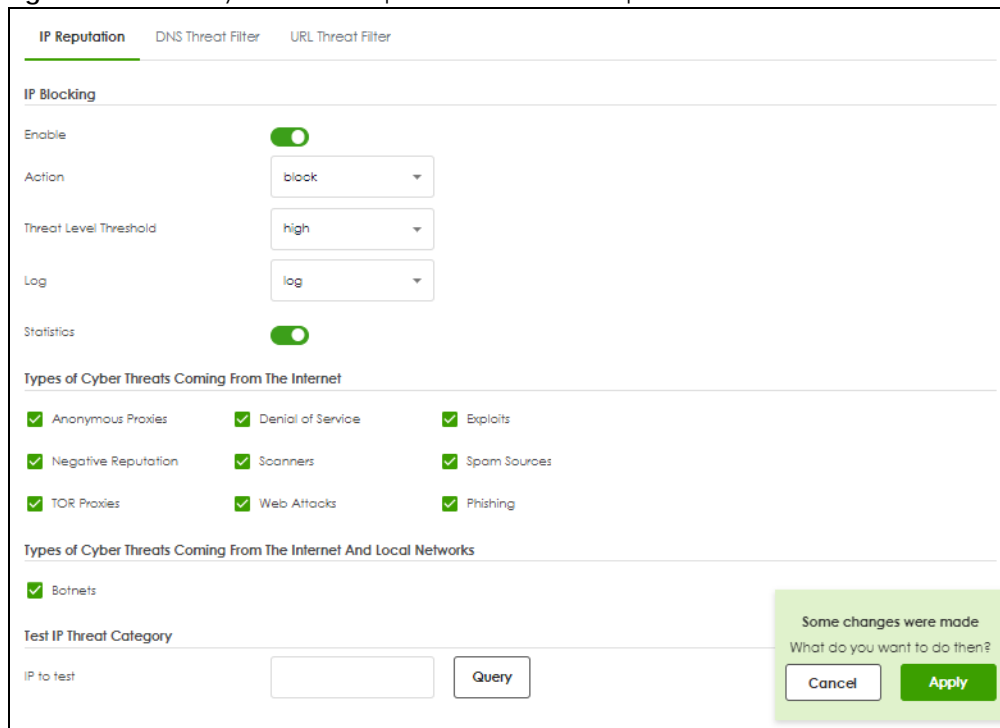 IP Reputation DNS Threat Filter URL Threat Filter
IP Blocking
Enable
Action block
Threat Level Threshold high
Log log
Statistics
Types of Cyber Threats Coming From The Internet
Anonymous Proxies Denial of Service Exploits
Negative Reputation Scanners Spam Sources
TOR Proxies Web Attacks Phishing
Types of Cyber Threats Coming From The Internet And Local Networks
Botnets
Test IP Threat Category
IP to test Query
Some changes were made
What do you want to do then?
Cancel Apply